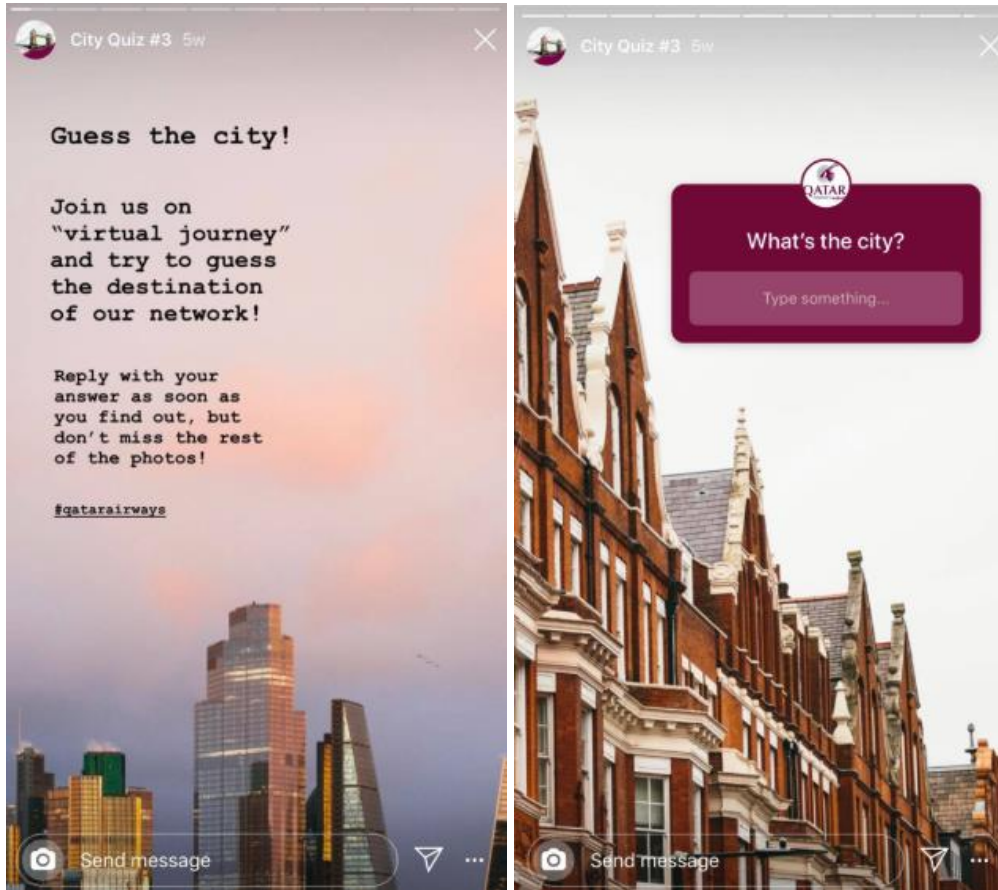 City Quiz #3 5w
Guess the city!
Join us on
“virtual journey”
and try to guess
the destination
of our network!
Reply with your
answer as soon as
you find out, but
don't miss the rest
of the photos!
#qatarairways
Send message
City Quiz #3 5w
QATAR
What's the city?
Type something...
Send message